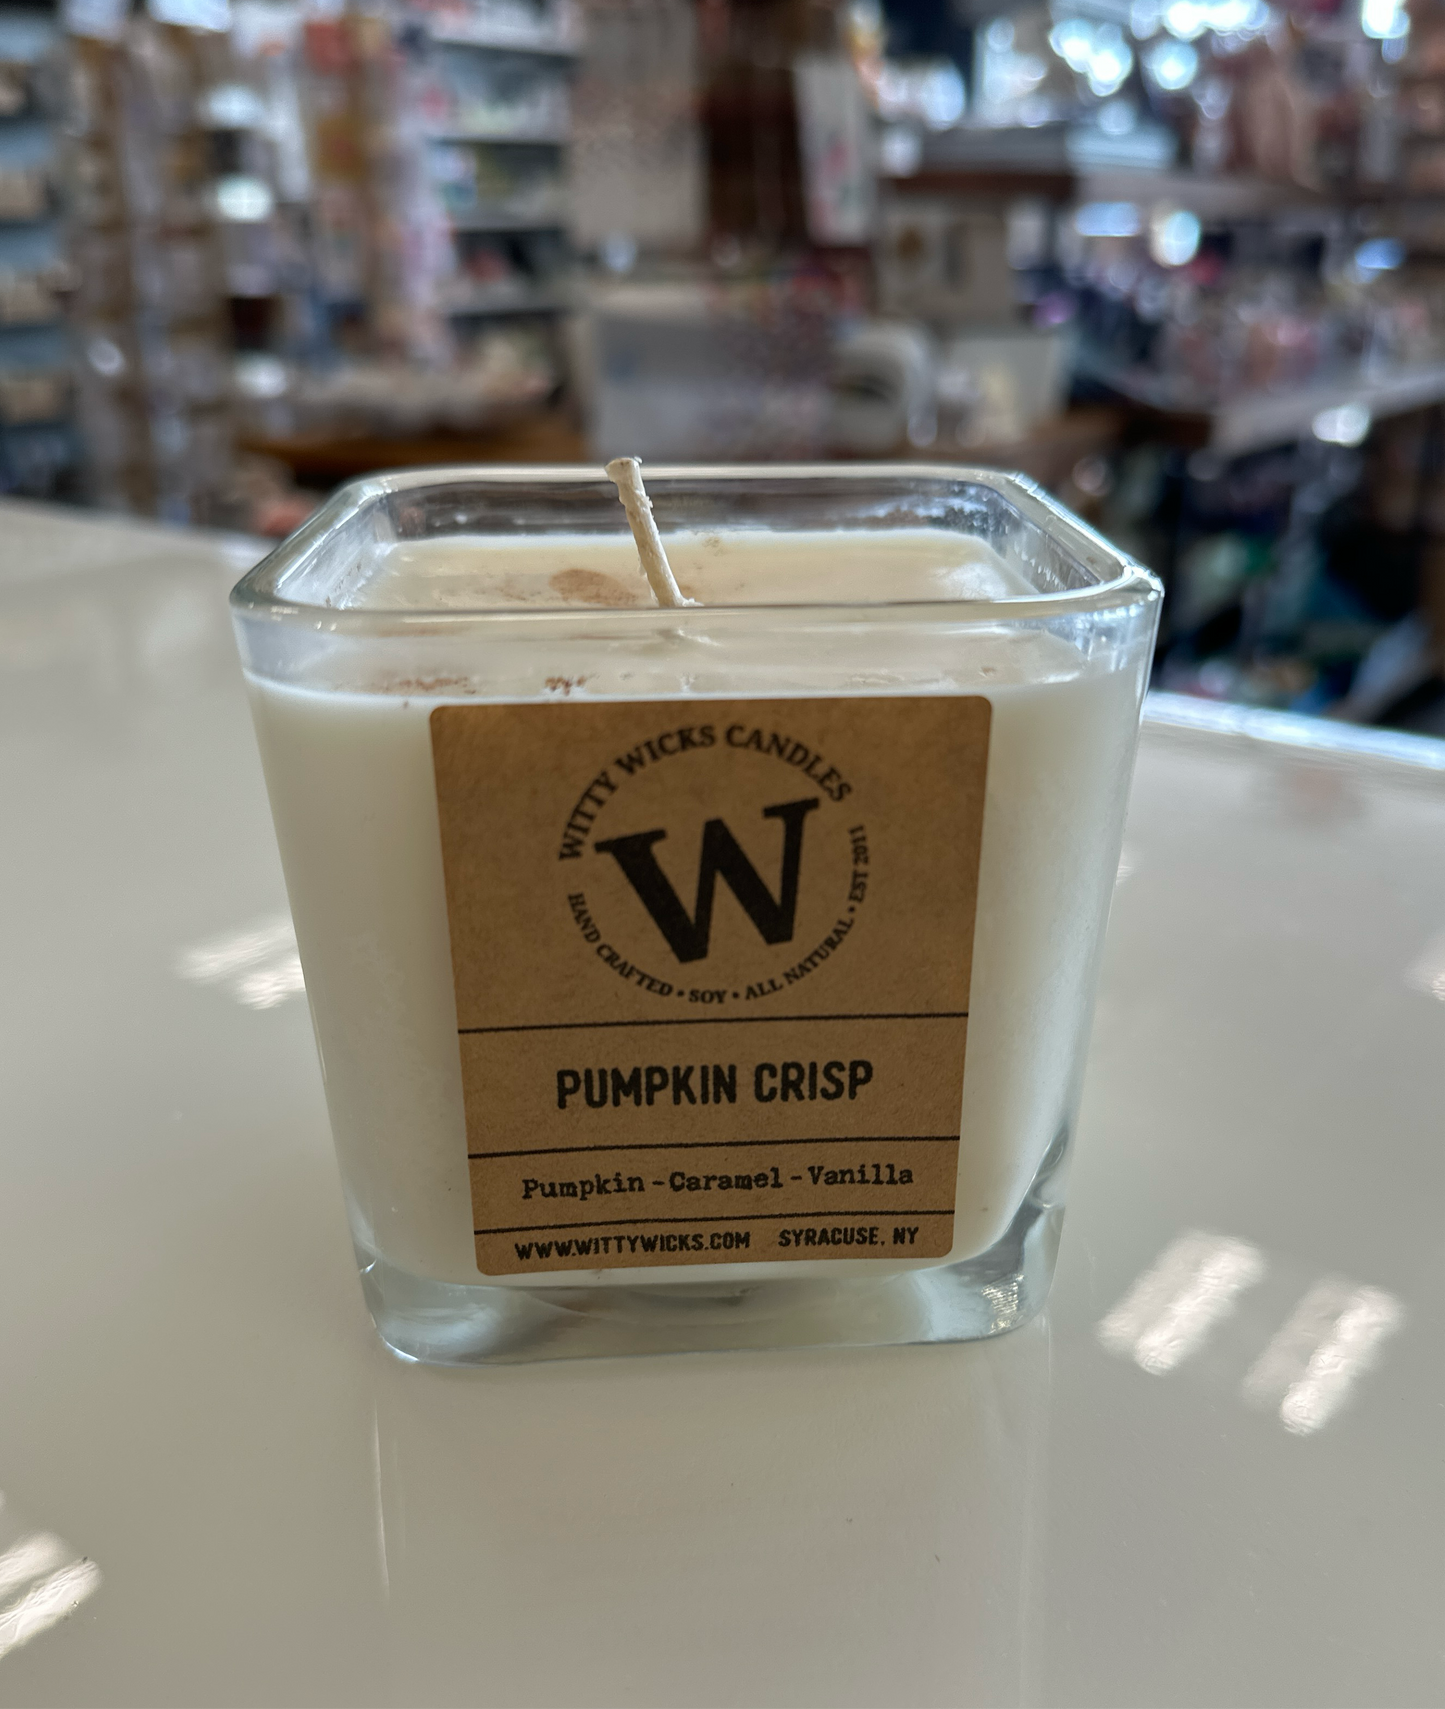 WITTY WICKS CANDLES
W
HAND CRAFTED • SOY • ALL NATURAL • EST 2011
PUMPKIN CRISP
Pumpkin - Caramel - Vanilla
WWW.WITTYWICKS.COM SYRACUSE, NY